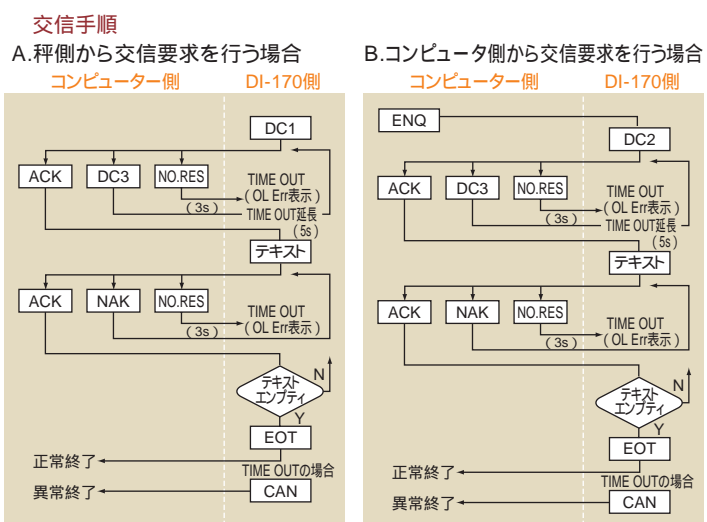 交信手順
A.秤側から交信要求を行う場合
コンピューター側 DI-170側
DC1
ACK DC3 NO.RES TIME OUT
(OL Err表示)
(3s) TIME OUT延長
(5s)
テキスト
ACK NAK NO.RES TIME OUT
(OL Err表示)
(3s)
テキスト
エンプティ
N
Y
EOT
正常終了
TIME OUTの場合
異常終了 CAN
B.コンピュータ側から交信要求を行う場合
コンピューター側 DI-170側
ENQ
DC2
ACK DC3 NO.RES TIME OUT
(OL Err表示)
(3s) TIME OUT延長
(5s)
テキスト
ACK NAK NO.RES TIME OUT
(OL Err表示)
(3s)
テキスト
エンプティ
N
Y
EOT
正常終了
TIME OUTの場合
異常終了 CAN